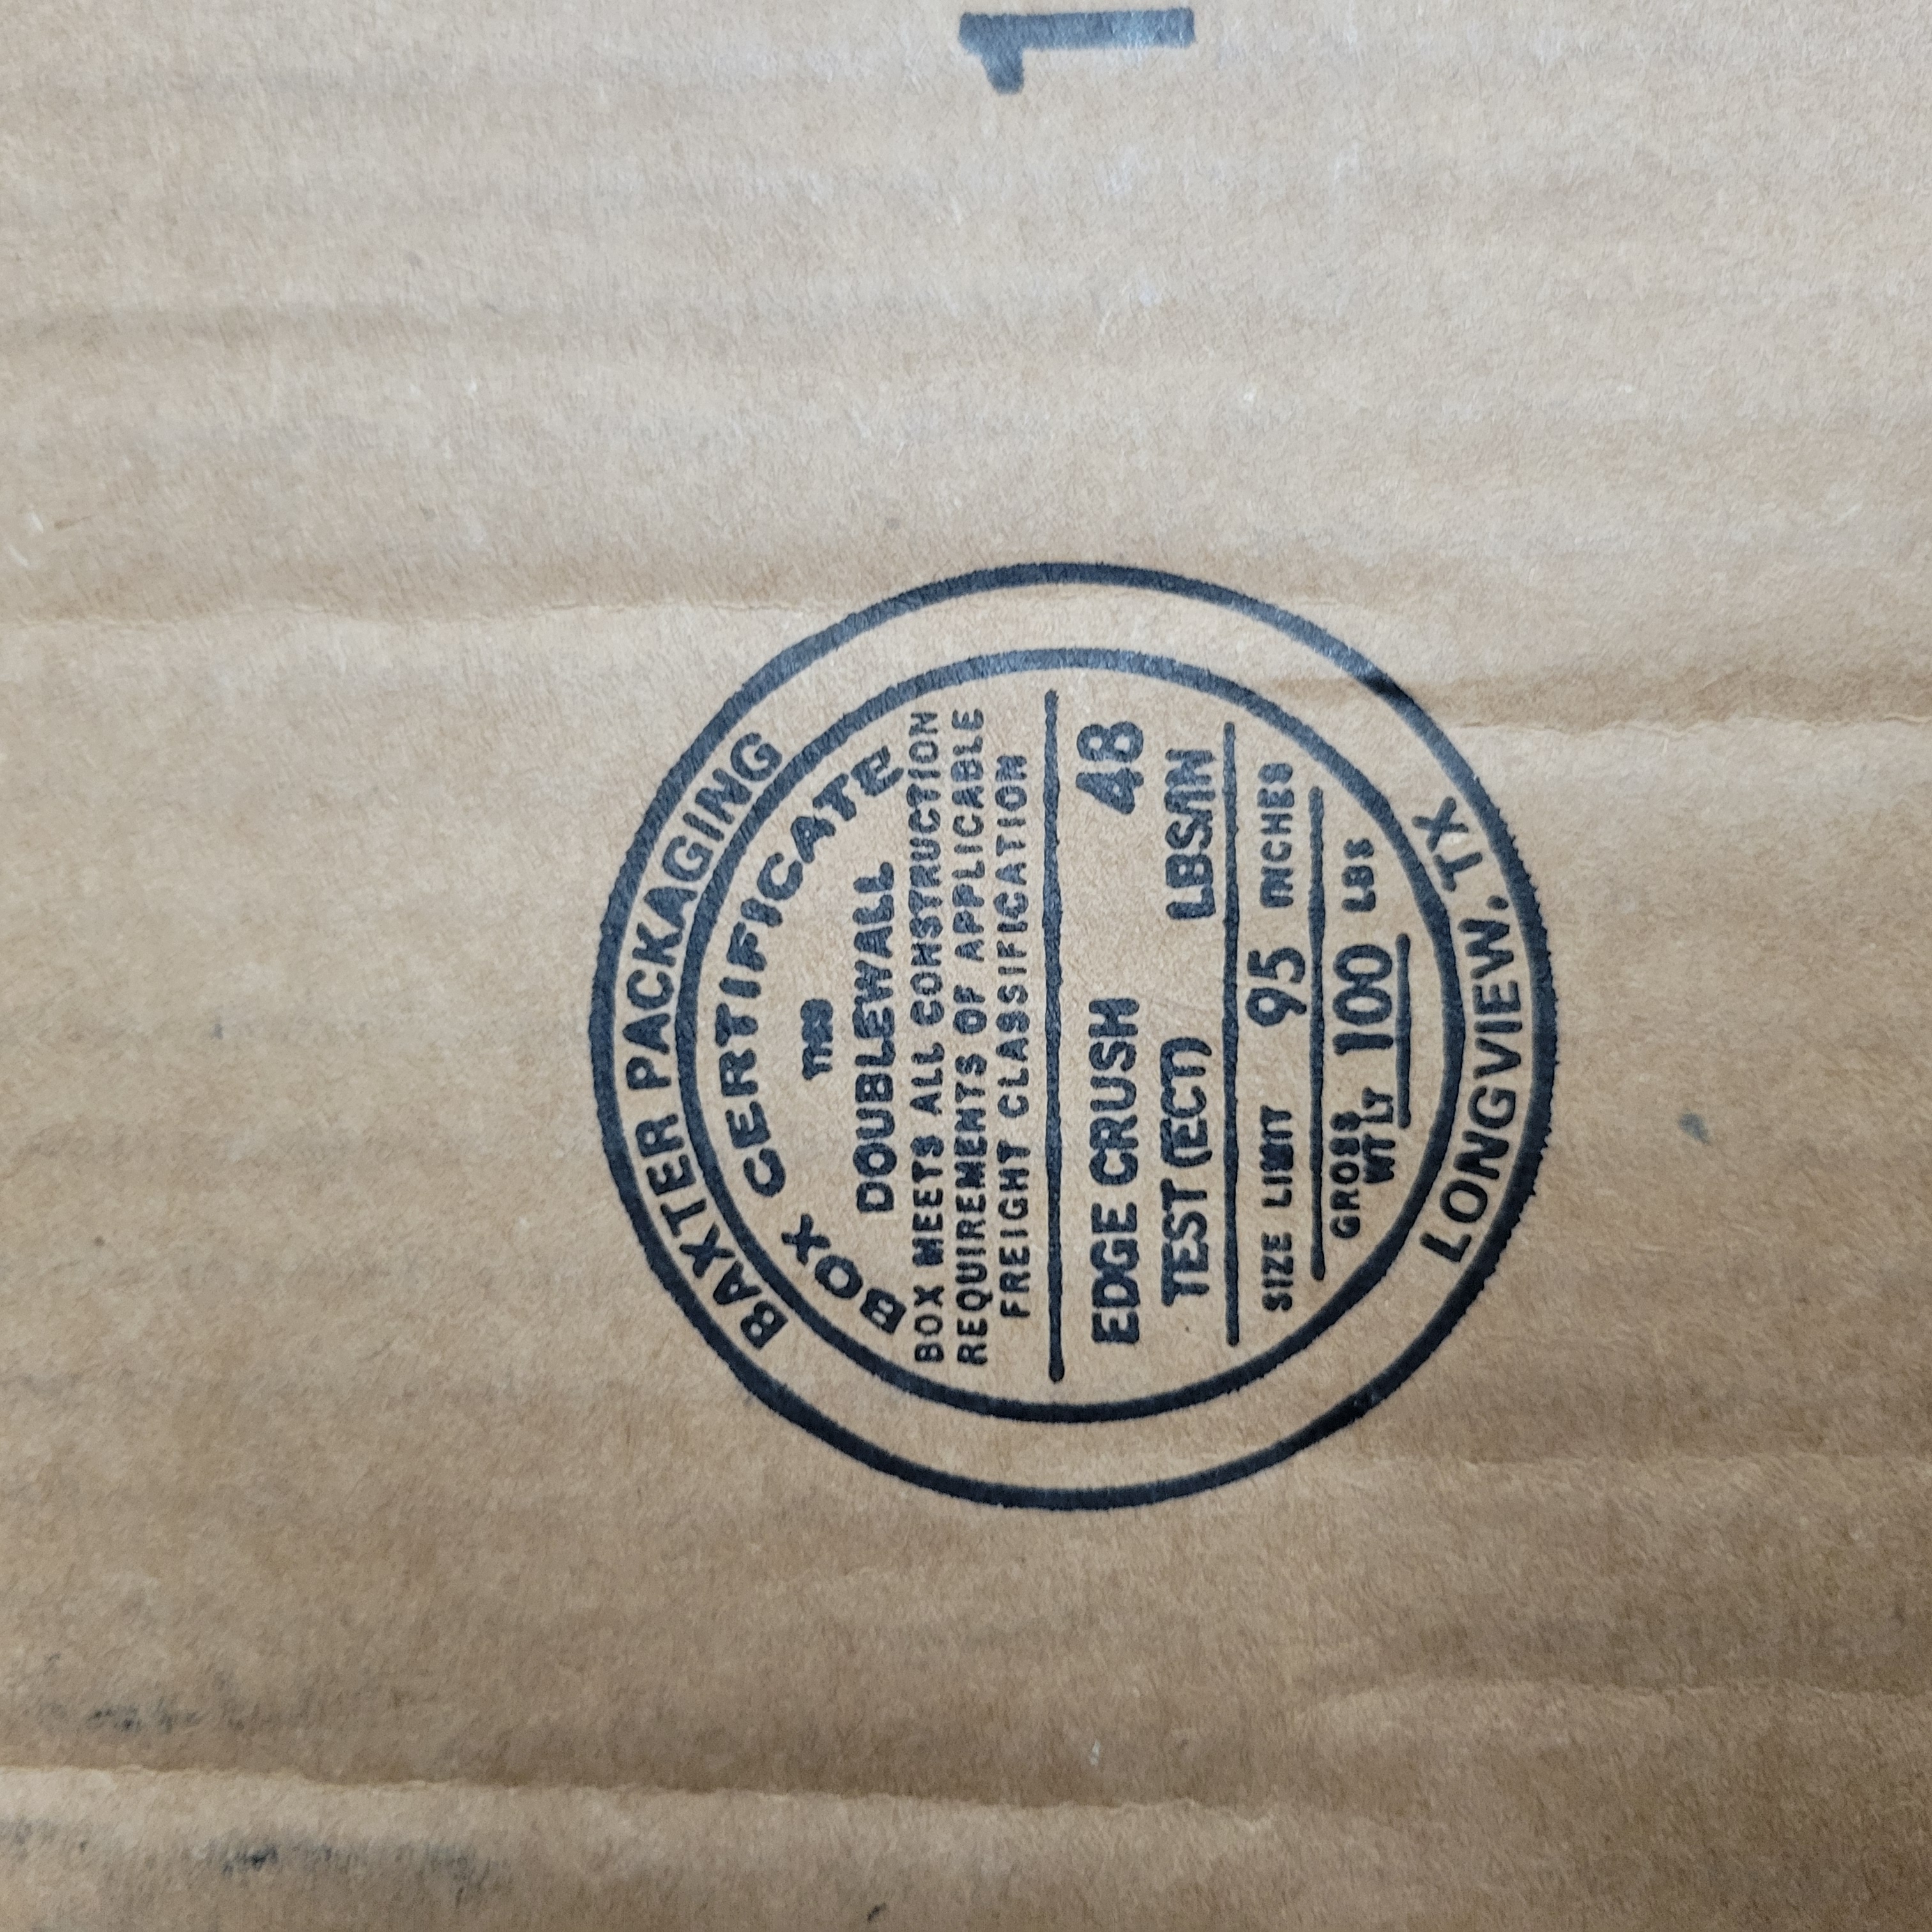 1
BAXTER PACKAGING
BOX CERTIFICATE
THIS
DOUBLEWALL
BOX MEETS ALL CONSTRUCTION
REQUIREMENTS OF APPLICABLE
FREIGHT CLASSIFICATION
EDGE CRUSH 48
TEST (ECT) LBS/IN
SIZE LIMIT 95 INCHES
GROSS WT LT 100 LBS
LONGVIEW, TX